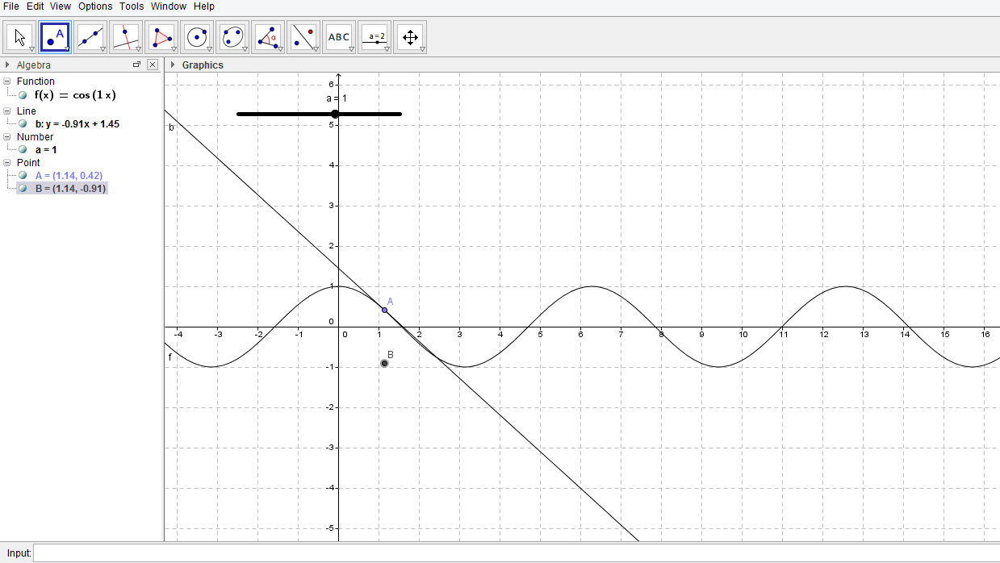 File Edit View Options Tools Window Help
A α ABC a=2
Algebra
Graphics
Function
f(x) = cos (1 x)
Line
b: y = -0.91x + 1.45
Number
a = 1
Point
A = (1.14, 0.42)
B = (1.14, -0.91)
6
a = 1
5
b
4
3
2
1
A
0
-4 -3 -2 -1 0 1 2 3 4 5 6 7 8 9 10 11 12 13 14 15 16
f
B
-1
-2
-3
-4
-5
Input: